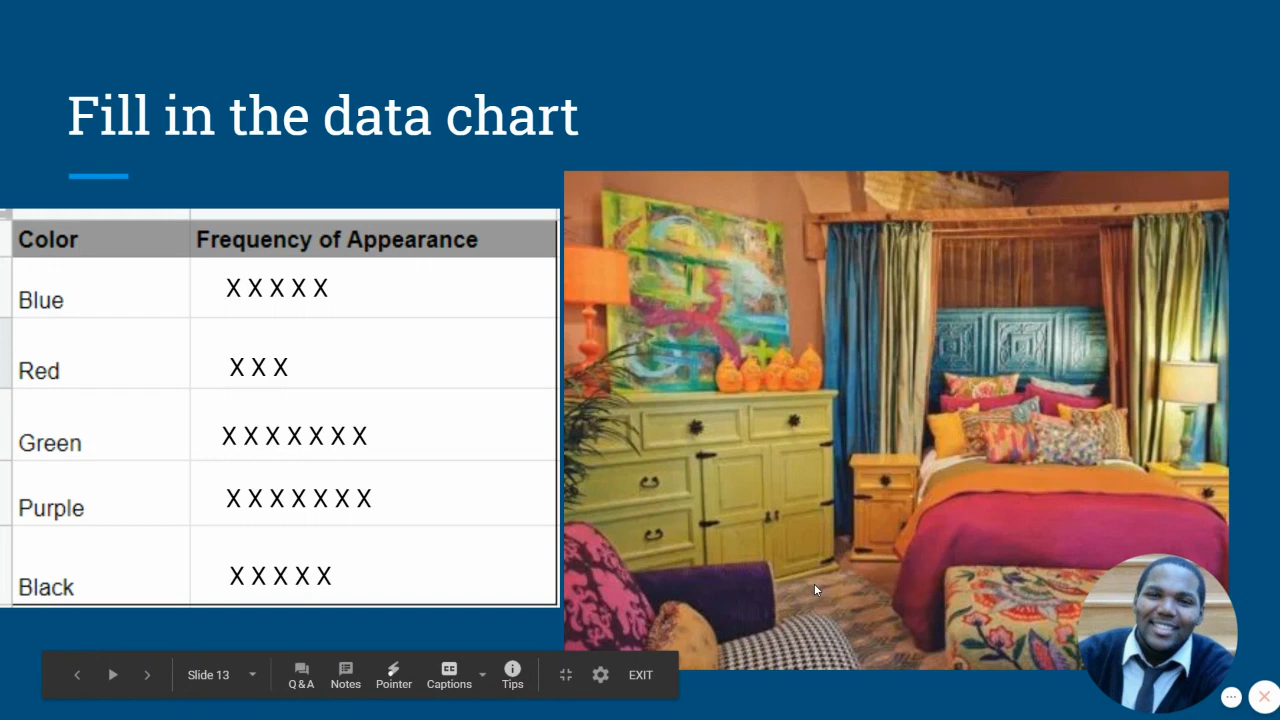 Fill in the data chart
Color Frequency of Appearance
Blue X X X X X
Red X X X
Green X X X X X X X
Purple X X X X X X X
Black X X X X X
Slide 13 Q&A Notes Pointer CC Captions Tips EXIT